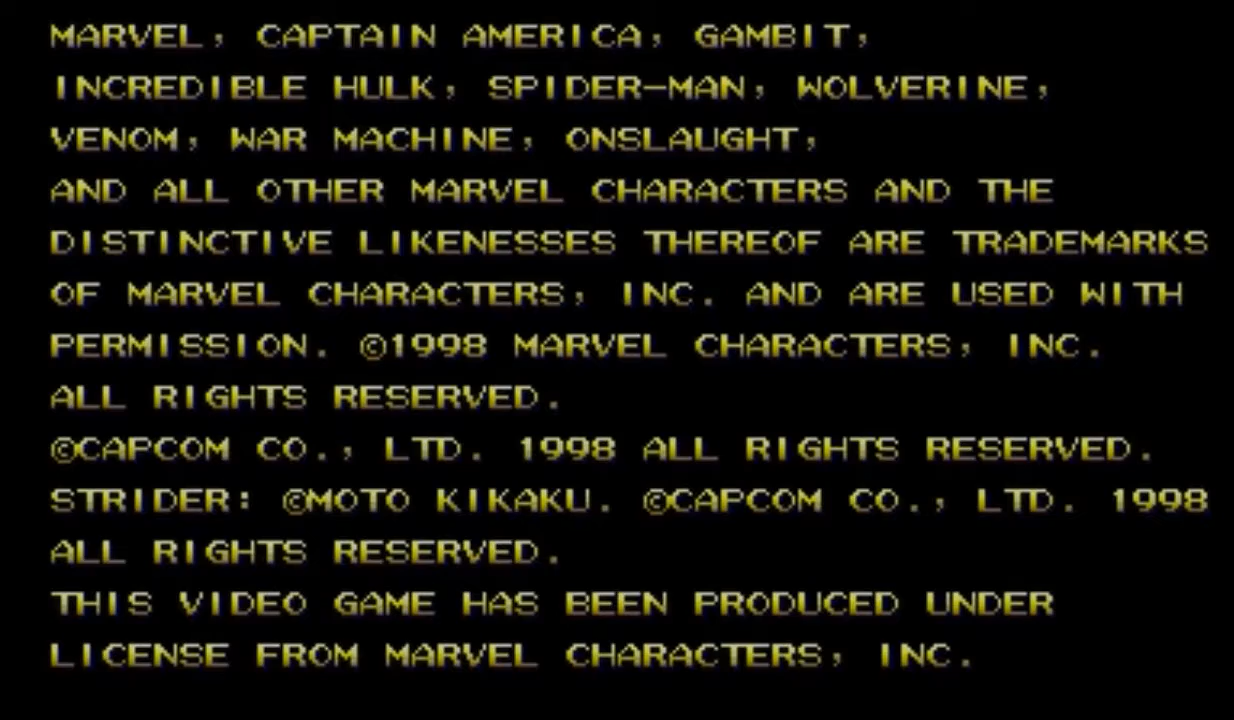 MARVEL, CAPTAIN AMERICA, GAMBIT,
INCREDIBLE HULK, SPIDER-MAN, WOLVERINE,
VENOM, WAR MACHINE, ONSLAUGHT,
AND ALL OTHER MARVEL CHARACTERS AND THE
DISTINCTIVE LIKENESSES THEREOF ARE TRADEMARKS
OF MARVEL CHARACTERS, INC. AND ARE USED WITH
PERMISSION. ©1998 MARVEL CHARACTERS, INC.
ALL RIGHTS RESERVED.
©CAPCOM CO., LTD. 1998 ALL RIGHTS RESERVED.
STRIDER: ©MOTO KIKAKU. ©CAPCOM CO., LTD. 1998
ALL RIGHTS RESERVED.
THIS VIDEO GAME HAS BEEN PRODUCED UNDER
LICENSE FROM MARVEL CHARACTERS, INC.